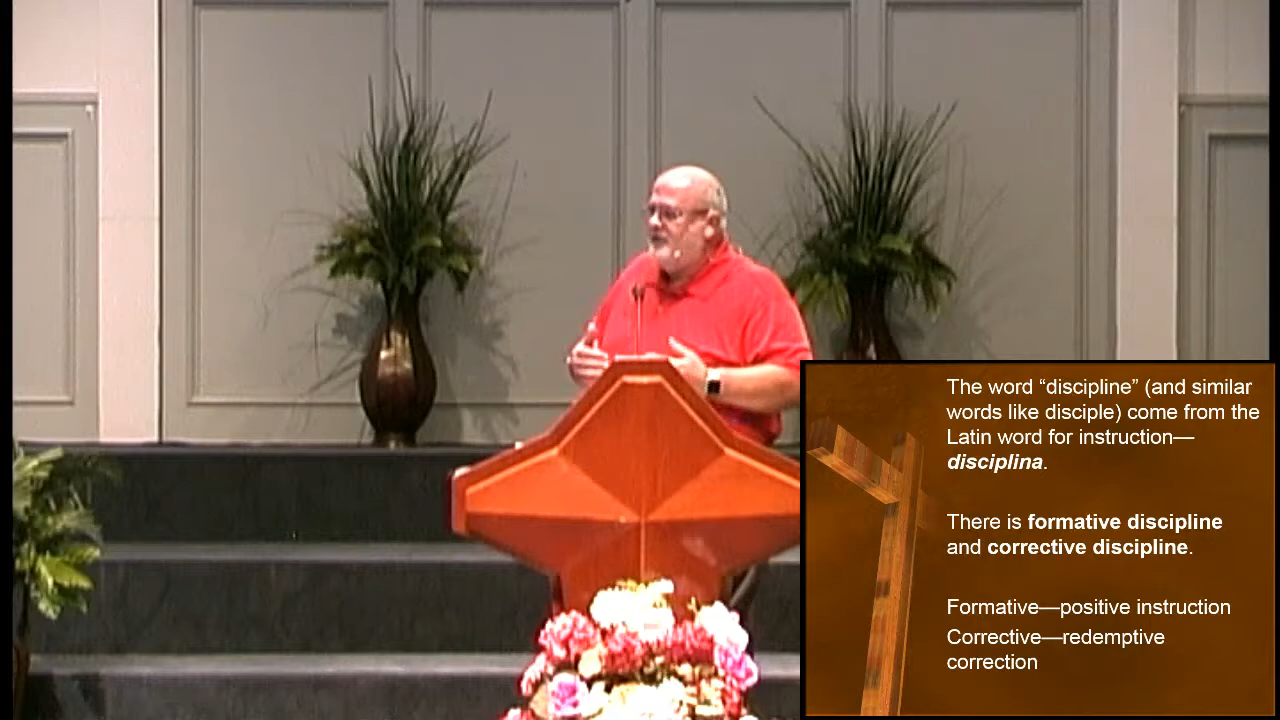 The word “discipline” (and similar
words like disciple) come from the
Latin word for instruction—
disciplina.
There is formative discipline
and corrective discipline.
Formative—positive instruction
Corrective—redemptive
correction